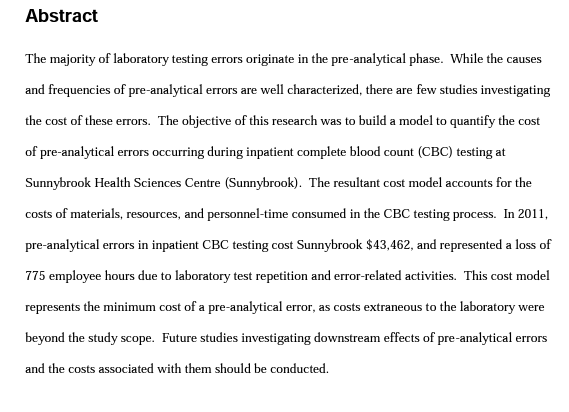 Abstract
The majority of laboratory testing errors originate in the pre-analytical phase.  While the causes
and frequencies of pre-analytical errors are well characterized, there are few studies investigating
the cost of these errors.  The objective of this research was to build a model to quantify the cost
of pre-analytical errors occurring during inpatient complete blood count (CBC) testing at
Sunnybrook Health Sciences Centre (Sunnybrook).  The resultant cost model accounts for the
costs of materials, resources, and personnel-time consumed in the CBC testing process.  In 2011,
pre-analytical errors in inpatient CBC testing cost Sunnybrook $43,462, and represented a loss of
775 employee hours due to laboratory test repetition and error-related activities.  This cost model
represents the minimum cost of a pre-analytical error, as costs extraneous to the laboratory were
beyond the study scope.  Future studies investigating downstream effects of pre-analytical errors
and the costs associated with them should be conducted.